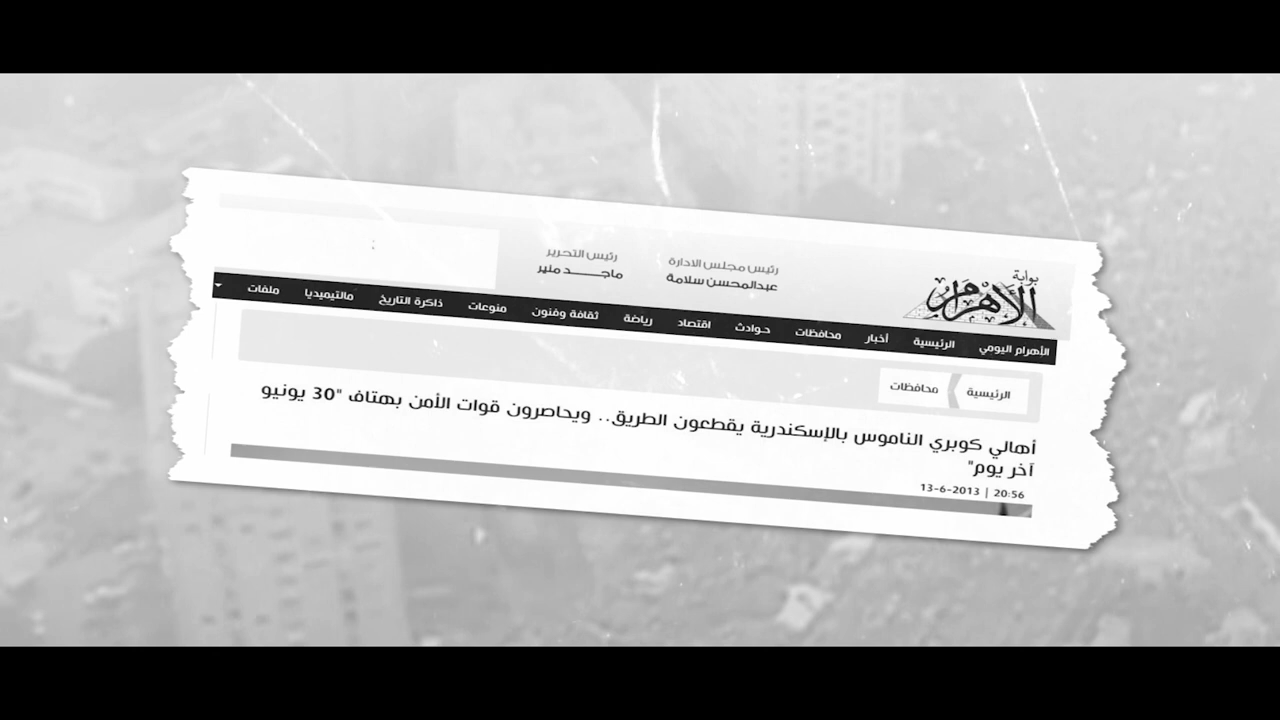 بوابة
الأهرام
رئيس مجلس الادارة
عبدالمحسن سلامة
رئيس التحرير
ماجـــد منير
الأهرام اليومي الرئيسية أخبار محافظات حوادث اقتصاد رياضة ثقافة وفنون منوعات ذاكرة التاريخ مالتيميديا ملفات
الرئيسية محافظات
أهالي كوبري الناموس بالإسكندرية يقطعون الطريق.. ويحاصرون قوات الأمن بهتاف "30 يونيو
آخر يوم"
13-6-2013 | 20:56